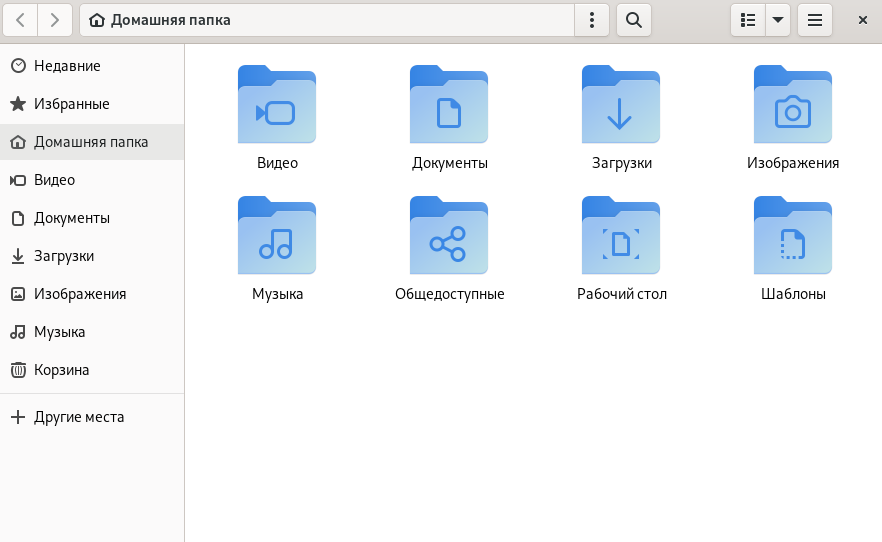 Домашняя папка
Недавние
Избранные
Домашняя папка
Видео
Документы
Загрузки
Изображения
Музыка
Корзина
Другие места
Видео
Документы
Загрузки
Изображения
Музыка
Общедоступные
Рабочий стол
Шаблоны